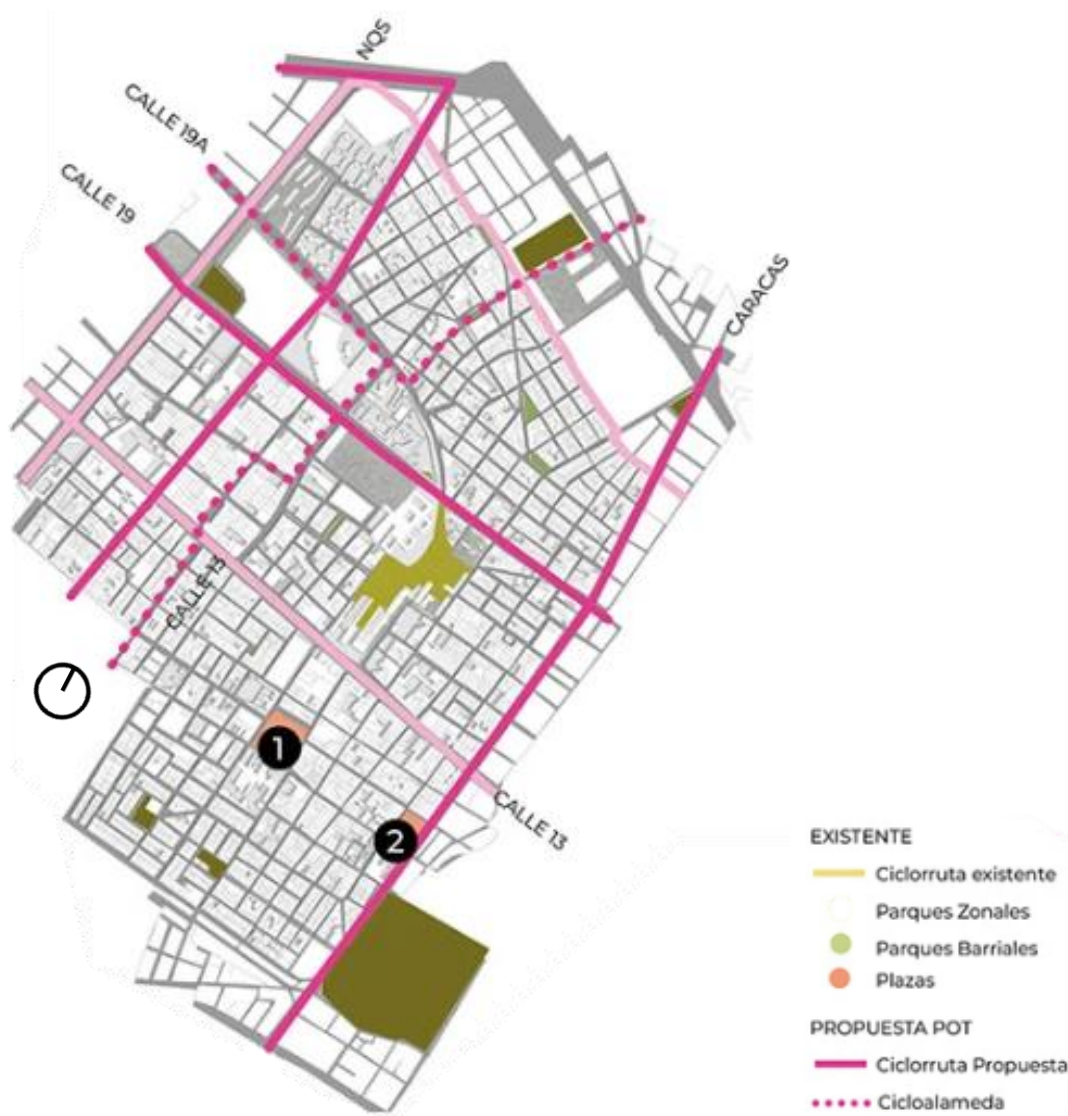 NQS
CALLE 19A
CALLE 19
CARACAS
CALLE 13
1
2
CALLE 13
EXISTENTE
Ciclorruta existente
Parques Zonales
Parques Barriales
Plazas
PROPUESTA POT
Ciclorruta Propuesta
Cicloalameda